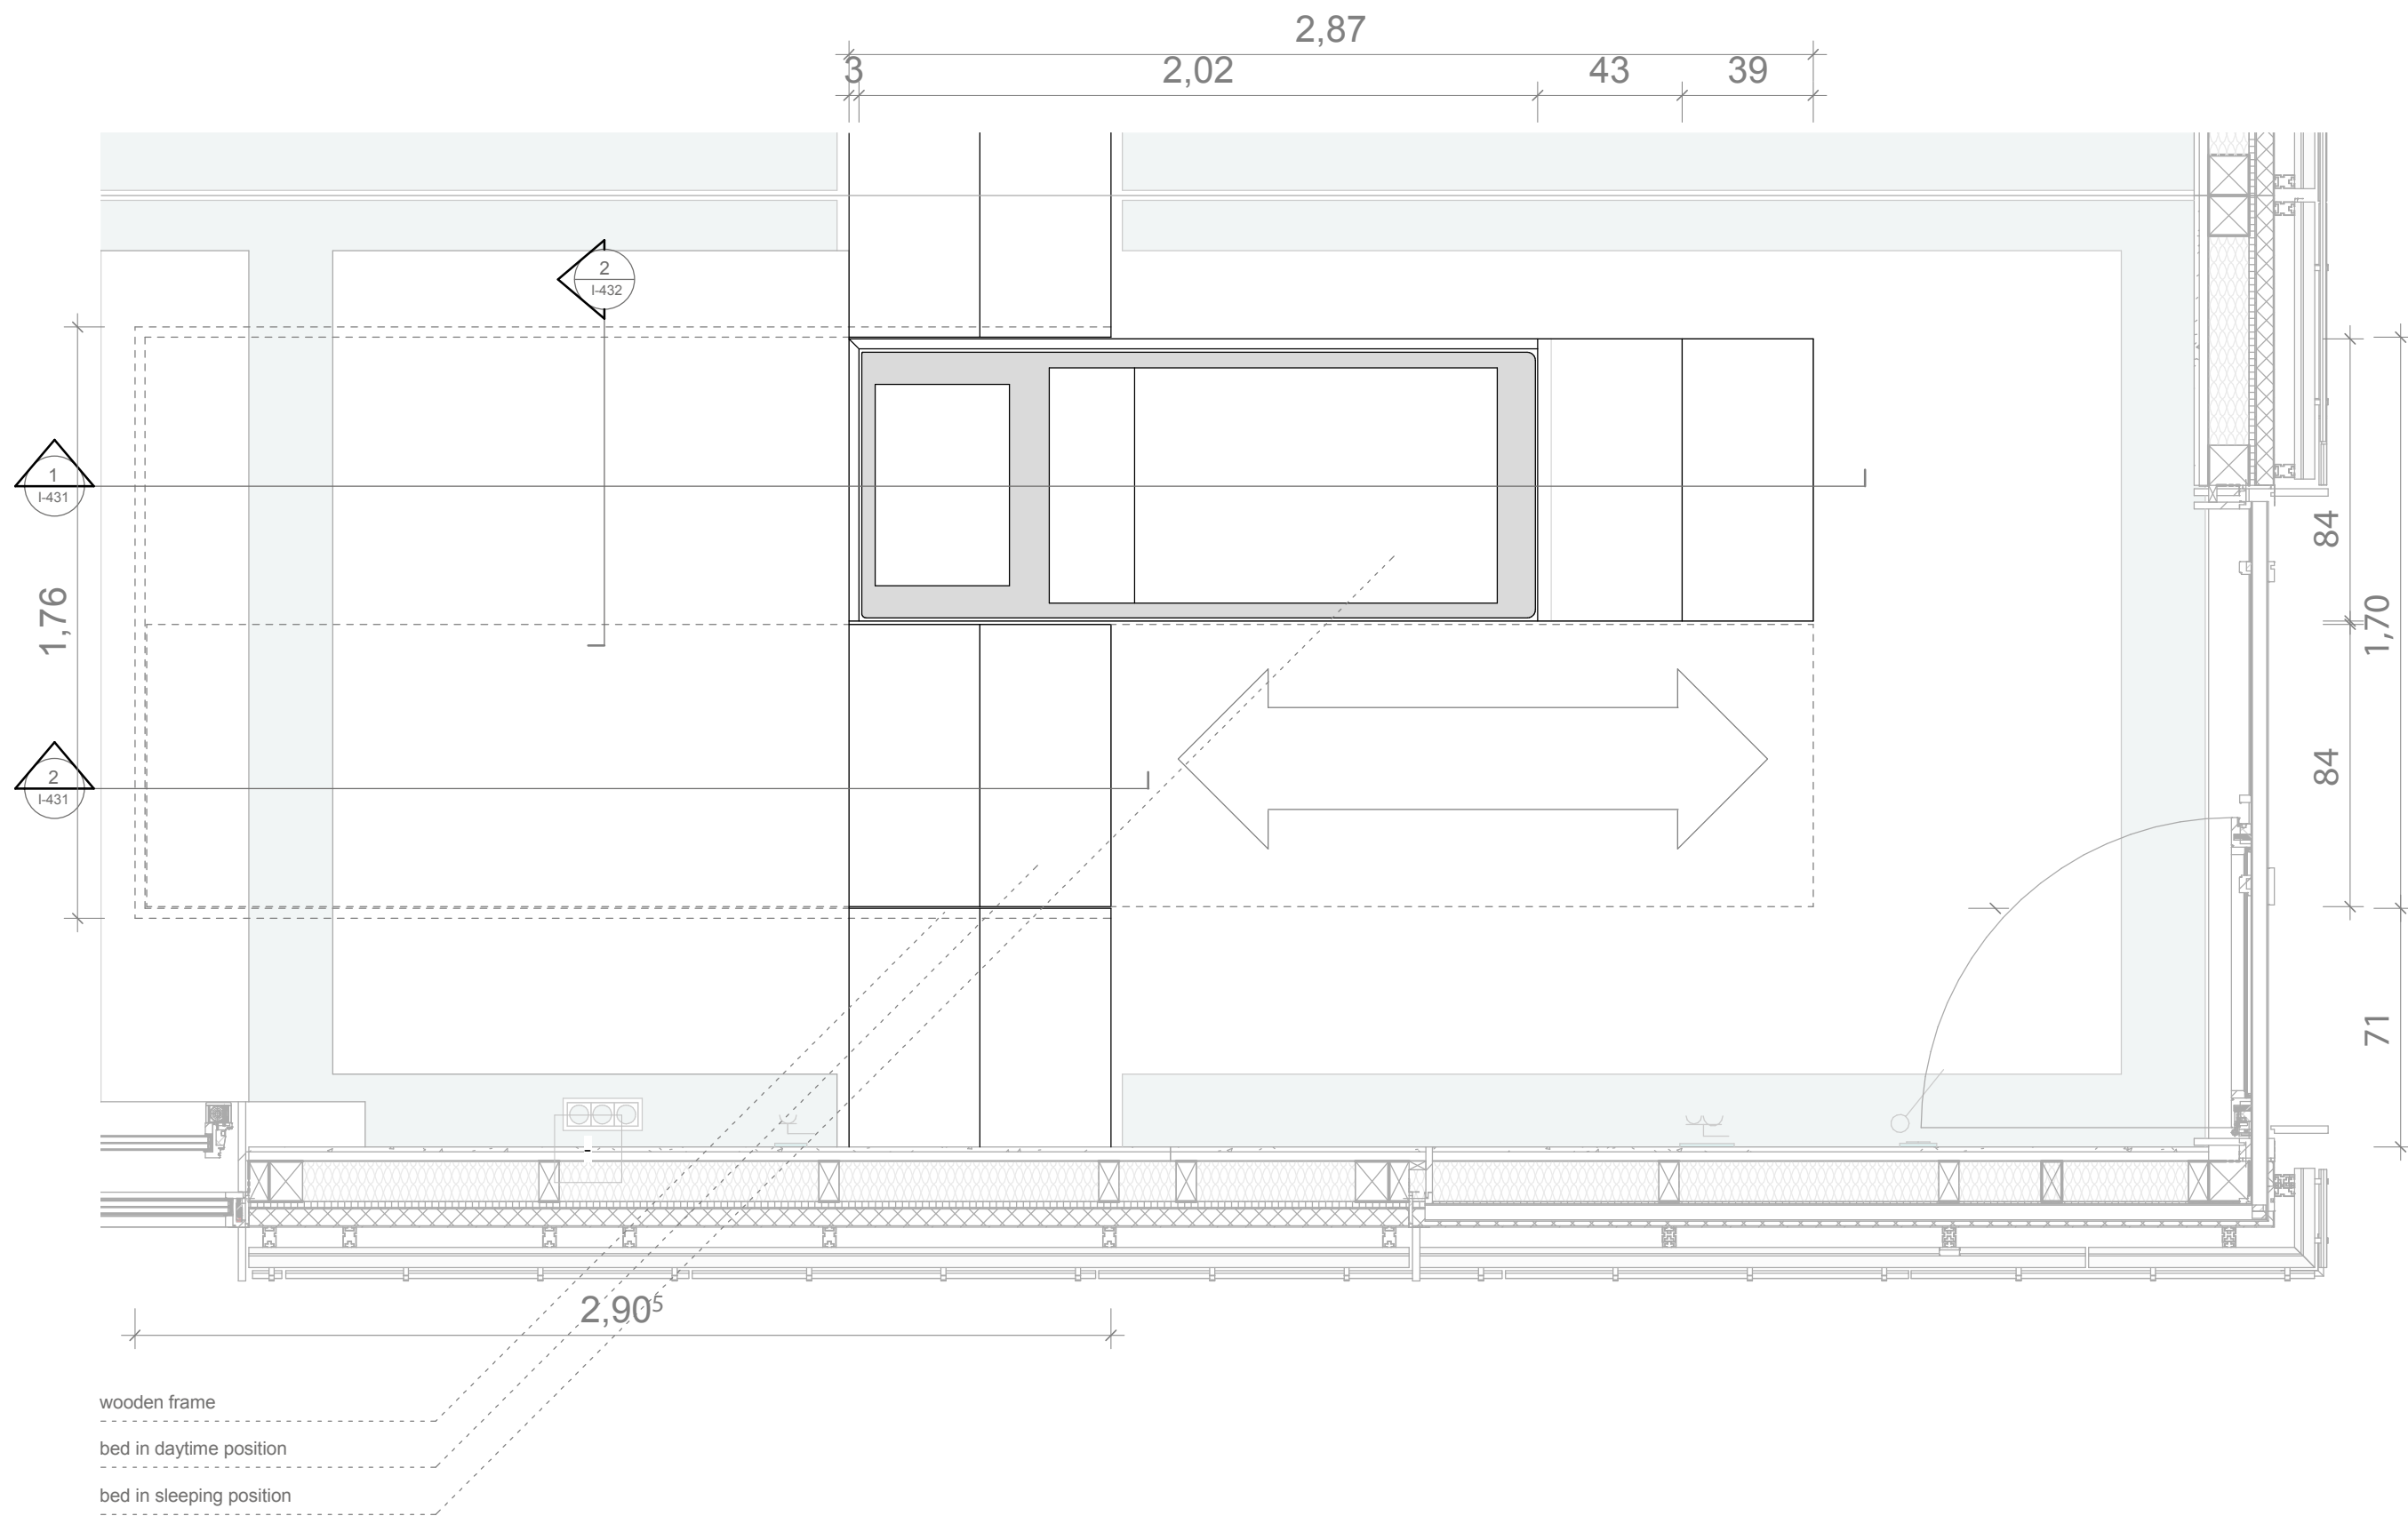 2,87
3
2,02
43
39
2
I-432
1
I-431
84
1,76
1,70
2
I-431
84
71
2,90⁵
wooden frame
bed in daytime position
bed in sleeping position